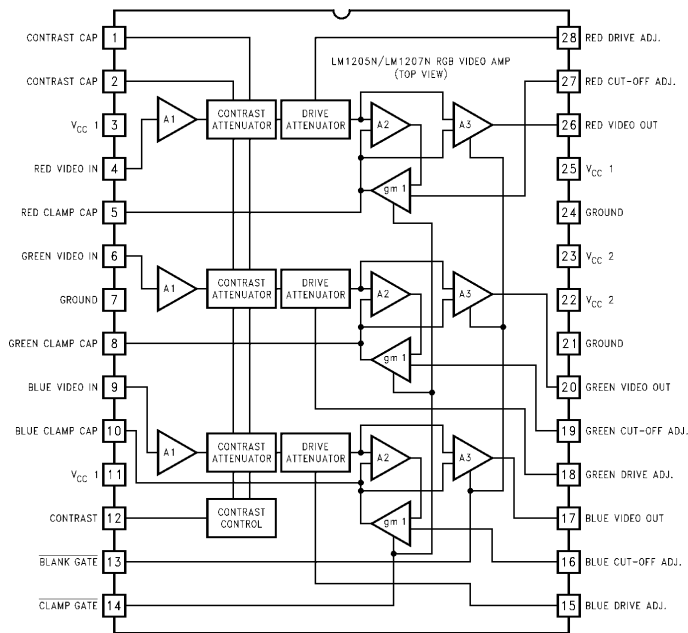 CONTRAST CAP 1
28 RED DRIVE ADJ.
LM1205N/LM1207N RGB VIDEO AMP
(TOP VIEW)
CONTRAST CAP 2
27 RED CUT-OFF ADJ.
V_CC 1 3
A1
CONTRAST
ATTENUATOR
DRIVE
ATTENUATOR
A2
A3
26 RED VIDEO OUT
RED VIDEO IN 4
25 V_CC 1
gm 1
RED CLAMP CAP 5
24 GROUND
GREEN VIDEO IN 6
23 V_CC 2
A1
CONTRAST
ATTENUATOR
DRIVE
ATTENUATOR
A2
A3
GROUND 7
22 V_CC 2
GREEN CLAMP CAP 8
21 GROUND
gm 1
BLUE VIDEO IN 9
20 GREEN VIDEO OUT
BLUE CLAMP CAP 10
19 GREEN CUT-OFF ADJ.
A1
CONTRAST
ATTENUATOR
DRIVE
ATTENUATOR
A2
A3
V_CC 1 11
18 GREEN DRIVE ADJ.
CONTRAST 12
CONTRAST
CONTROL
gm 1
17 BLUE VIDEO OUT
BLANK GATE 13
16 BLUE CUT-OFF ADJ.
CLAMP GATE 14
15 BLUE DRIVE ADJ.